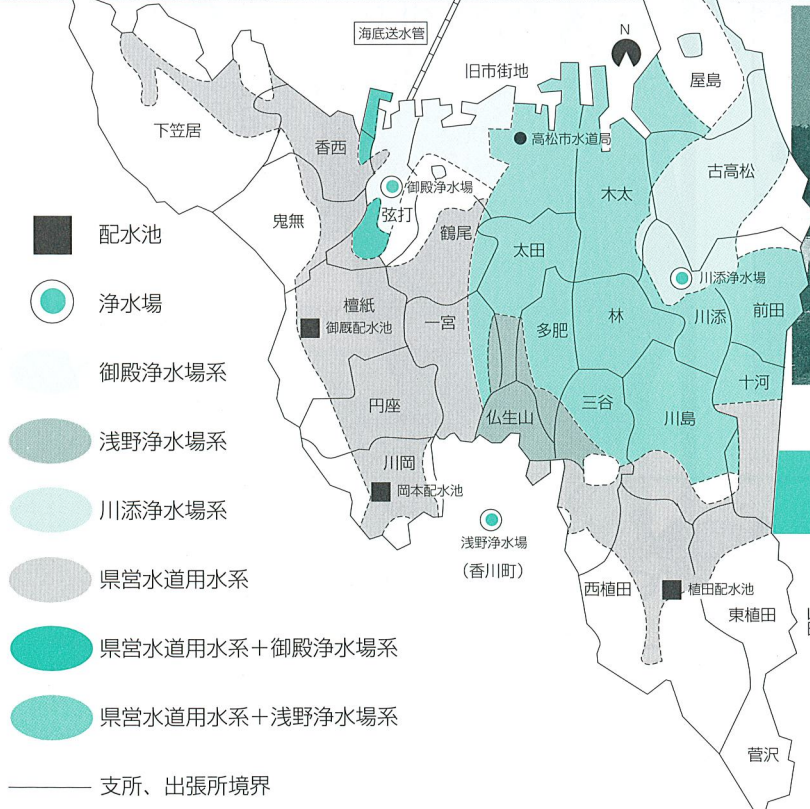 海底送水管
N
旧市街地
屋島
下笠居
香西
高松市水道局
古高松
御殿浄水場
木太
鬼無
弦打
鶴尾
太田
川添浄水場
檀紙
御厩配水池
一宮
多肥
林
川添
前田
円座
仏生山
三谷
川島
十河
川岡
岡本配水池
浅野浄水場
(香川町)
西植田
植田配水池
東植田
菅沢
配水池
浄水場
御殿浄水場系
浅野浄水場系
川添浄水場系
県営水道用水系
県営水道用水系+御殿浄水場系
県営水道用水系+浅野浄水場系
支所、出張所境界